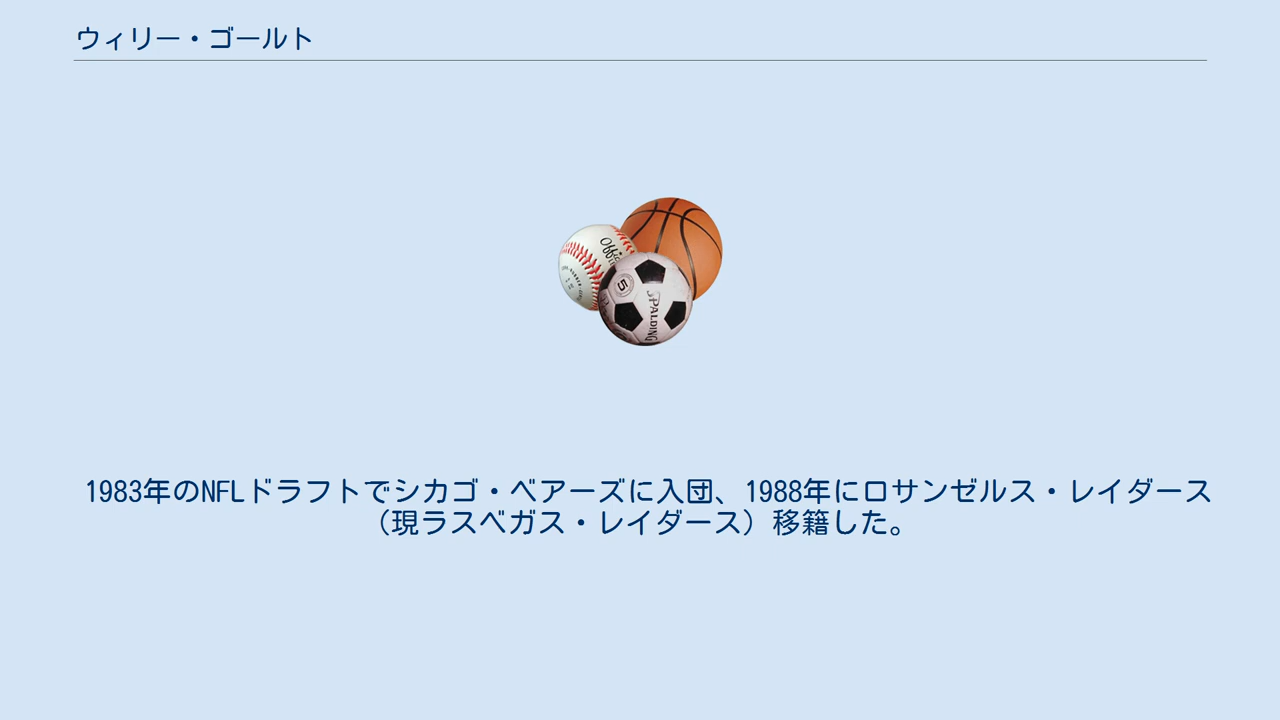 ウィリー・ゴールト
Offic
5
SPALDING
1983年のNFLドラフトでシカゴ・ベアーズに入団、1988年にロサンゼルス・レイダース
（現ラスベガス・レイダース）移籍した。